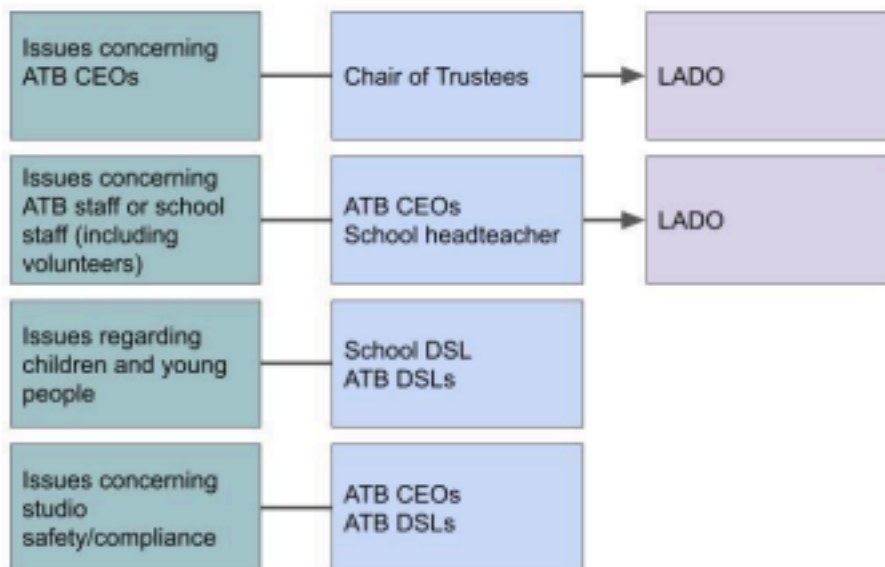 Issues concerning
ATB CEOs
Chair of Trustees
LADO
Issues concerning
ATB staff or school
staff (including
volunteers)
ATB CEOs
School headteacher
LADO
Issues regarding
children and young
people
School DSL
ATB DSLs
Issues concerning
studio
safety/compliance
ATB CEOs
ATB DSLs